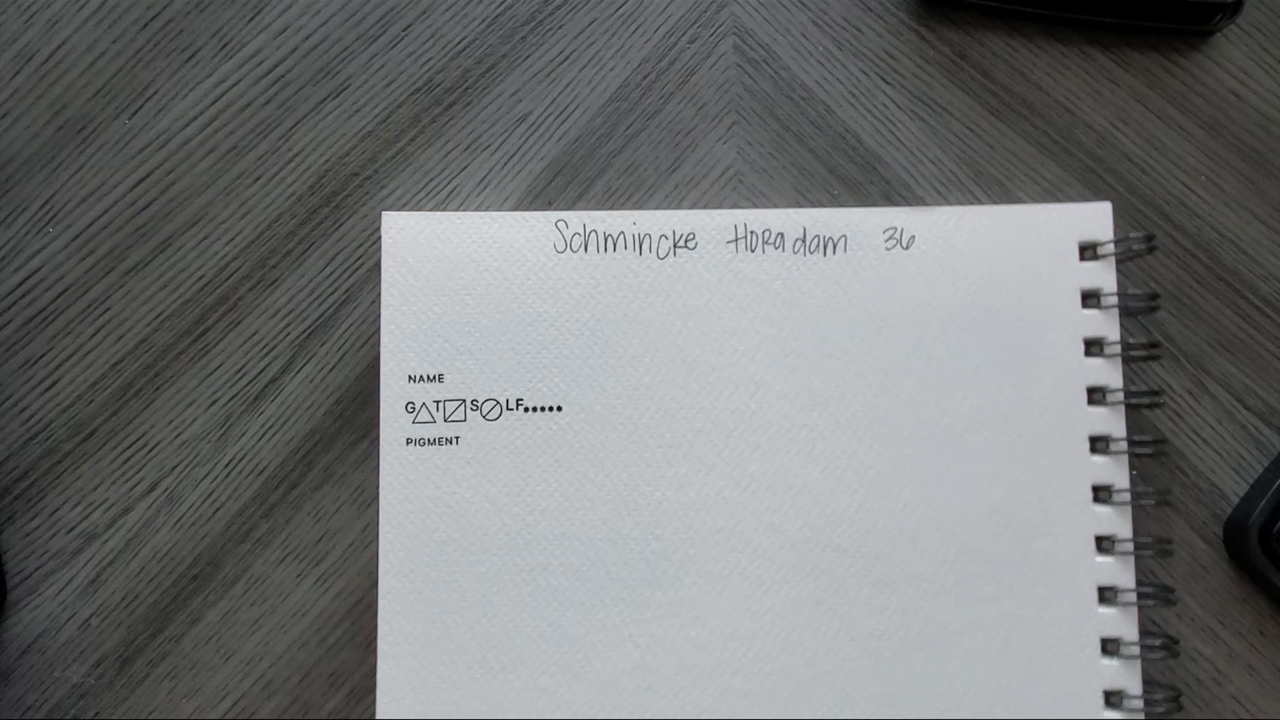 Schmincke Horadam 36
NAME
G△T⧄S⊘LF•••••
PIGMENT